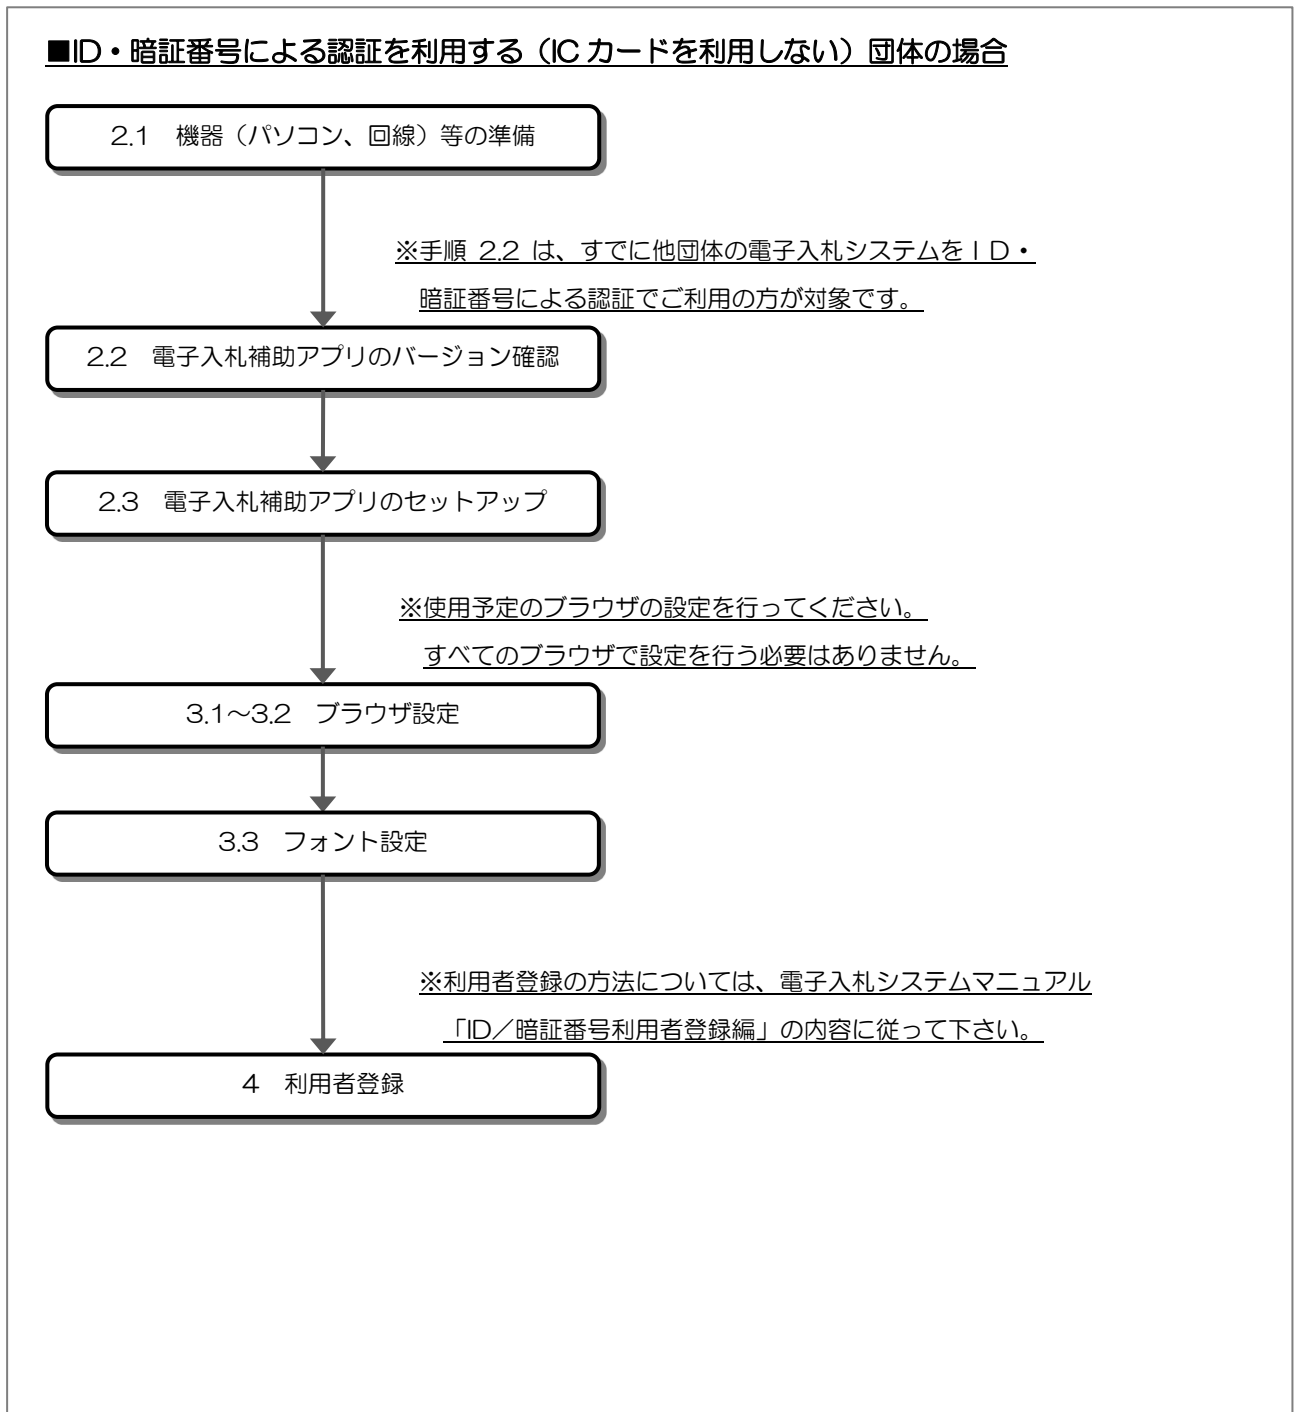 ■ID・暗証番号による認証を利用する（IC カードを利用しない）団体の場合
2.1　機器（パソコン、回線）等の準備
※手順 2.2 は、すでに他団体の電子入札システムをＩＤ・
暗証番号による認証でご利用の方が対象です。
2.2　電子入札補助アプリのバージョン確認
2.3　電子入札補助アプリのセットアップ
※使用予定のブラウザの設定を行ってください。
すべてのブラウザで設定を行う必要はありません。
3.1～3.2　ブラウザ設定
3.3　フォント設定
※利用者登録の方法については、電子入札システムマニュアル
「ID／暗証番号利用者登録編」の内容に従って下さい。
4　利用者登録